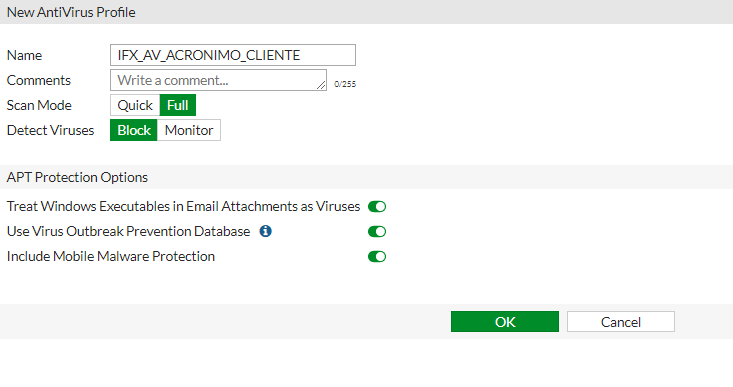 New AntiVirus Profile
Name IFX_AV_ACRONIMO_CLIENTE
Comments Write a comment... 0/255
Scan Mode Quick Full
Detect Viruses Block Monitor
APT Protection Options
Treat Windows Executables in Email Attachments as Viruses
Use Virus Outbreak Prevention Database
Include Mobile Malware Protection
OK Cancel